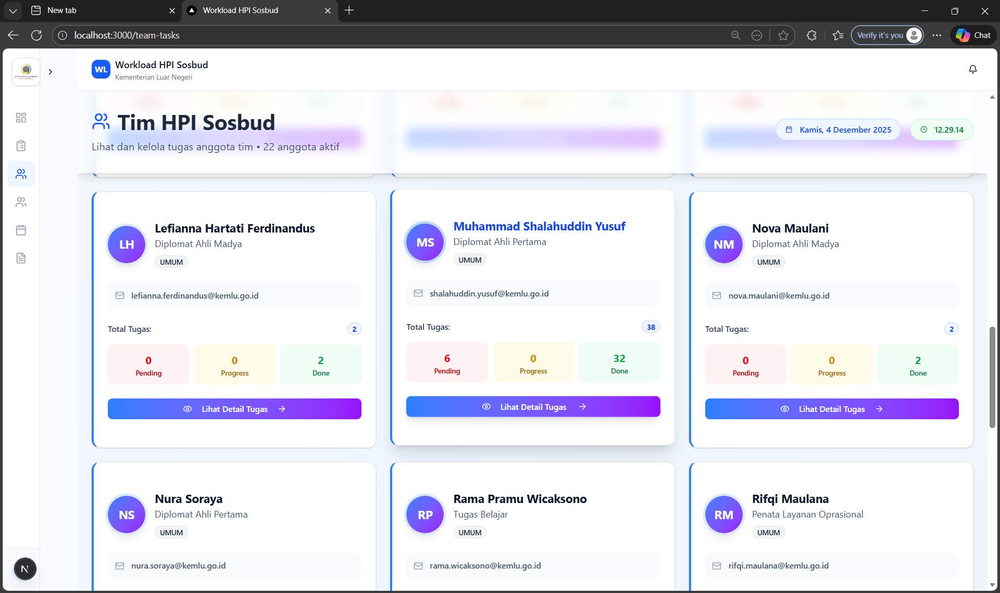 New tab
Workload HPI Sosbud
localhost:3000/team-tasks
Verify it's you
Chat
WL
Workload HPI Sosbud
Kementerian Luar Negeri
Tim HPI Sosbud
Lihat dan kelola tugas anggota tim • 22 anggota aktif
Kamis, 4 Desember 2025
12.29.14
LH
Lefianna Hartati Ferdinandus
Diplomat Ahli Madya
UMUM
lefianna.ferdinandus@kemlu.go.id
Total Tugas:
2
0
Pending
0
Progress
2
Done
Lihat Detail Tugas
MS
Muhammad Shalahuddin Yusuf
Diplomat Ahli Pertama
UMUM
shalahuddin.yusuf@kemlu.go.id
Total Tugas:
38
6
Pending
0
Progress
32
Done
Lihat Detail Tugas
NM
Nova Maulani
Diplomat Ahli Madya
UMUM
nova.maulani@kemlu.go.id
Total Tugas:
2
0
Pending
0
Progress
2
Done
Lihat Detail Tugas
NS
Nura Soraya
Diplomat Ahli Pertama
UMUM
nura.soraya@kemlu.go.id
RP
Rama Pramu Wicaksono
Tugas Belajar
UMUM
rama.wicaksono@kemlu.go.id
RM
Rifqi Maulana
Penata Layanan Oprasional
UMUM
rifqi.maulana@kemlu.go.id
N